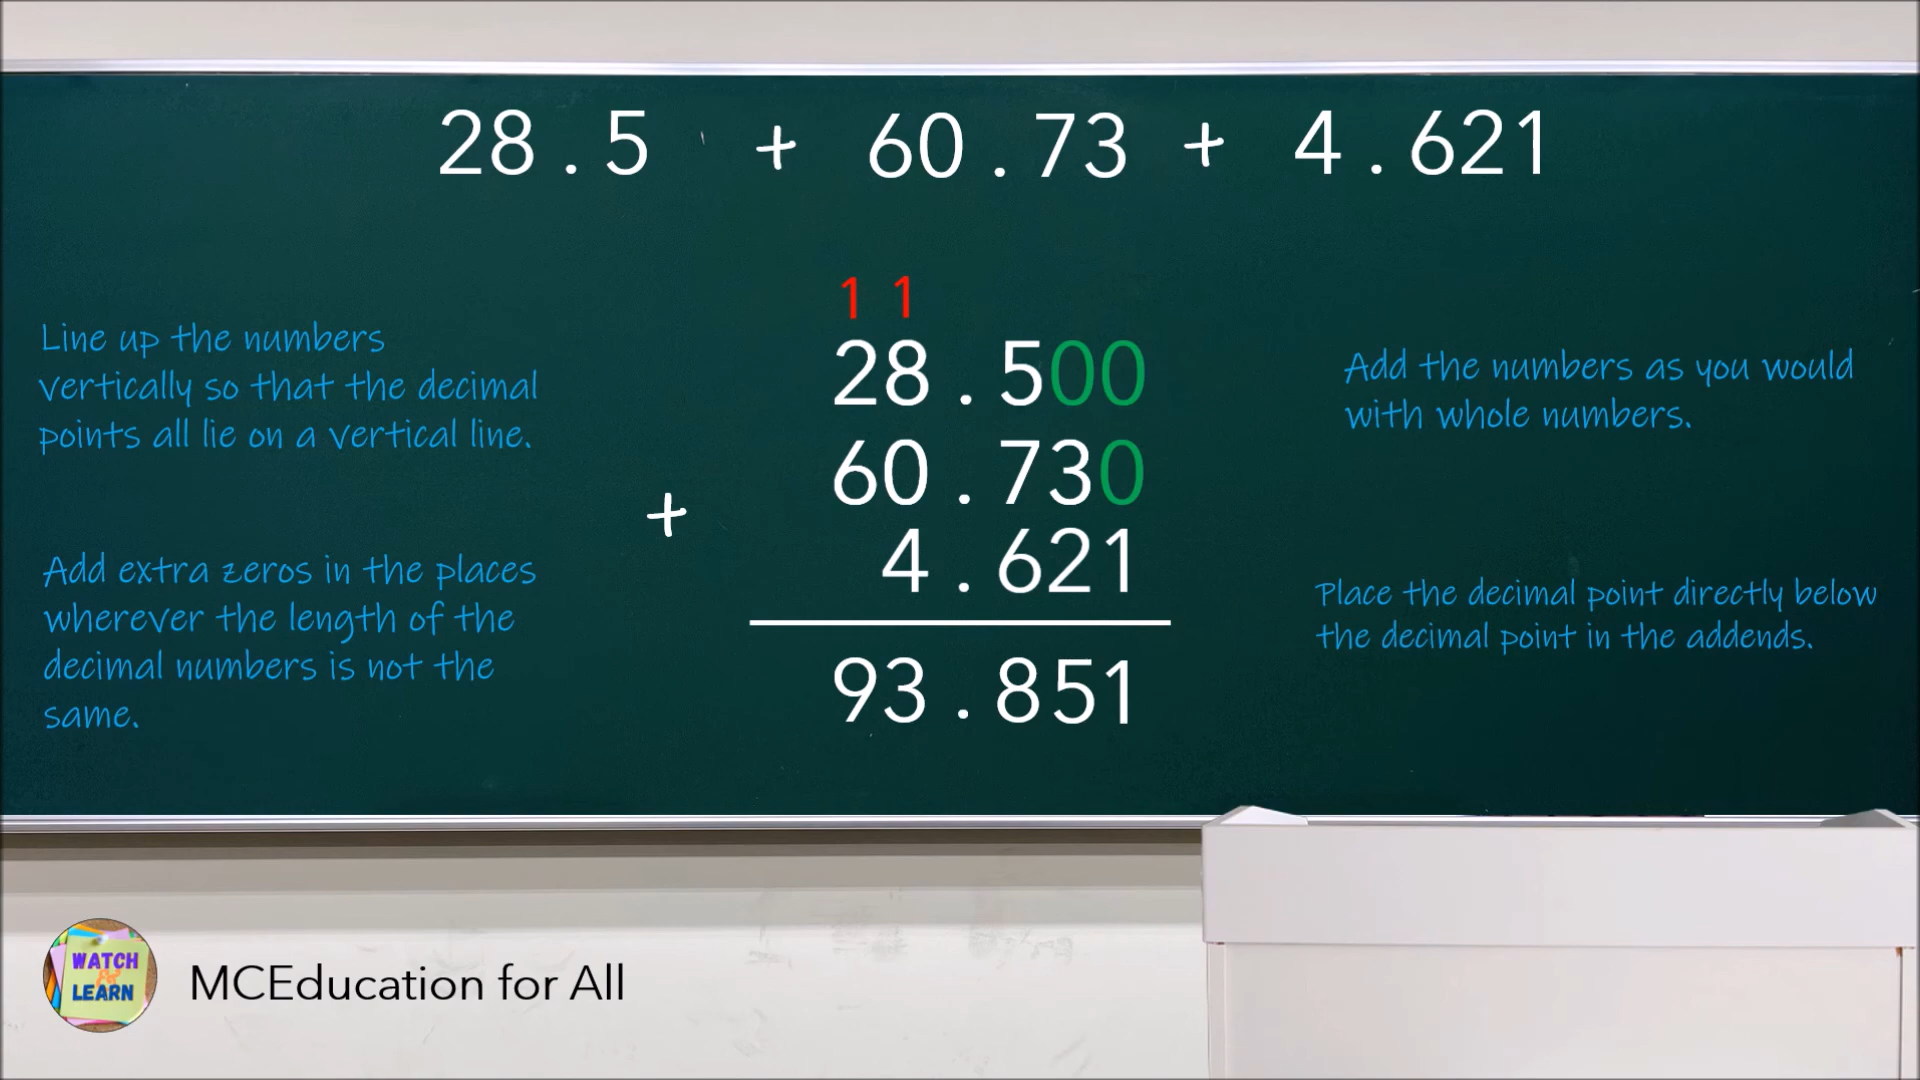 28.5 + 60.73 + 4.621
Line up the numbers
vertically so that the decimal
points all lie on a vertical line.
Add extra zeros in the places
wherever the length of the
decimal numbers is not the
same.
1 1
28.500
60.730
+ 4.621
93.851
Add the numbers as you would
with whole numbers.
Place the decimal point directly below
the decimal point in the addends.
WATCH
&
LEARN
MCEducation for All